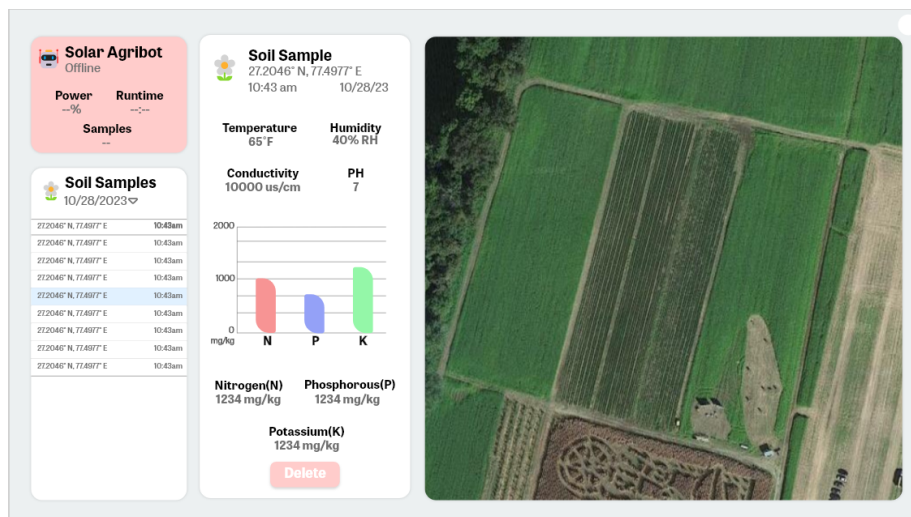 Solar Agribot
Offline
Power Runtime
--% --:--
Samples
--
Soil Samples
10/28/2023
27.2046° N, 77.4977° E 10:43am
27.2046° N, 77.4977° E 10:43am
27.2046° N, 77.4977° E 10:43am
27.2046° N, 77.4977° E 10:43am
27.2046° N, 77.4977° E 10:43am
27.2046° N, 77.4977° E 10:43am
27.2046° N, 77.4977° E 10:43am
27.2046° N, 77.4977° E 10:43am
27.2046° N, 77.4977° E 10:43am
Soil Sample
27.2046° N, 77.4977° E
10:43 am 10/28/23
Temperature Humidity
65°F 40% RH
Conductivity PH
10000 us/cm 7
2000
1000
0
mg/kg N P K
Nitrogen(N) Phosphorous(P)
1234 mg/kg 1234 mg/kg
Potassium(K)
1234 mg/kg
Delete